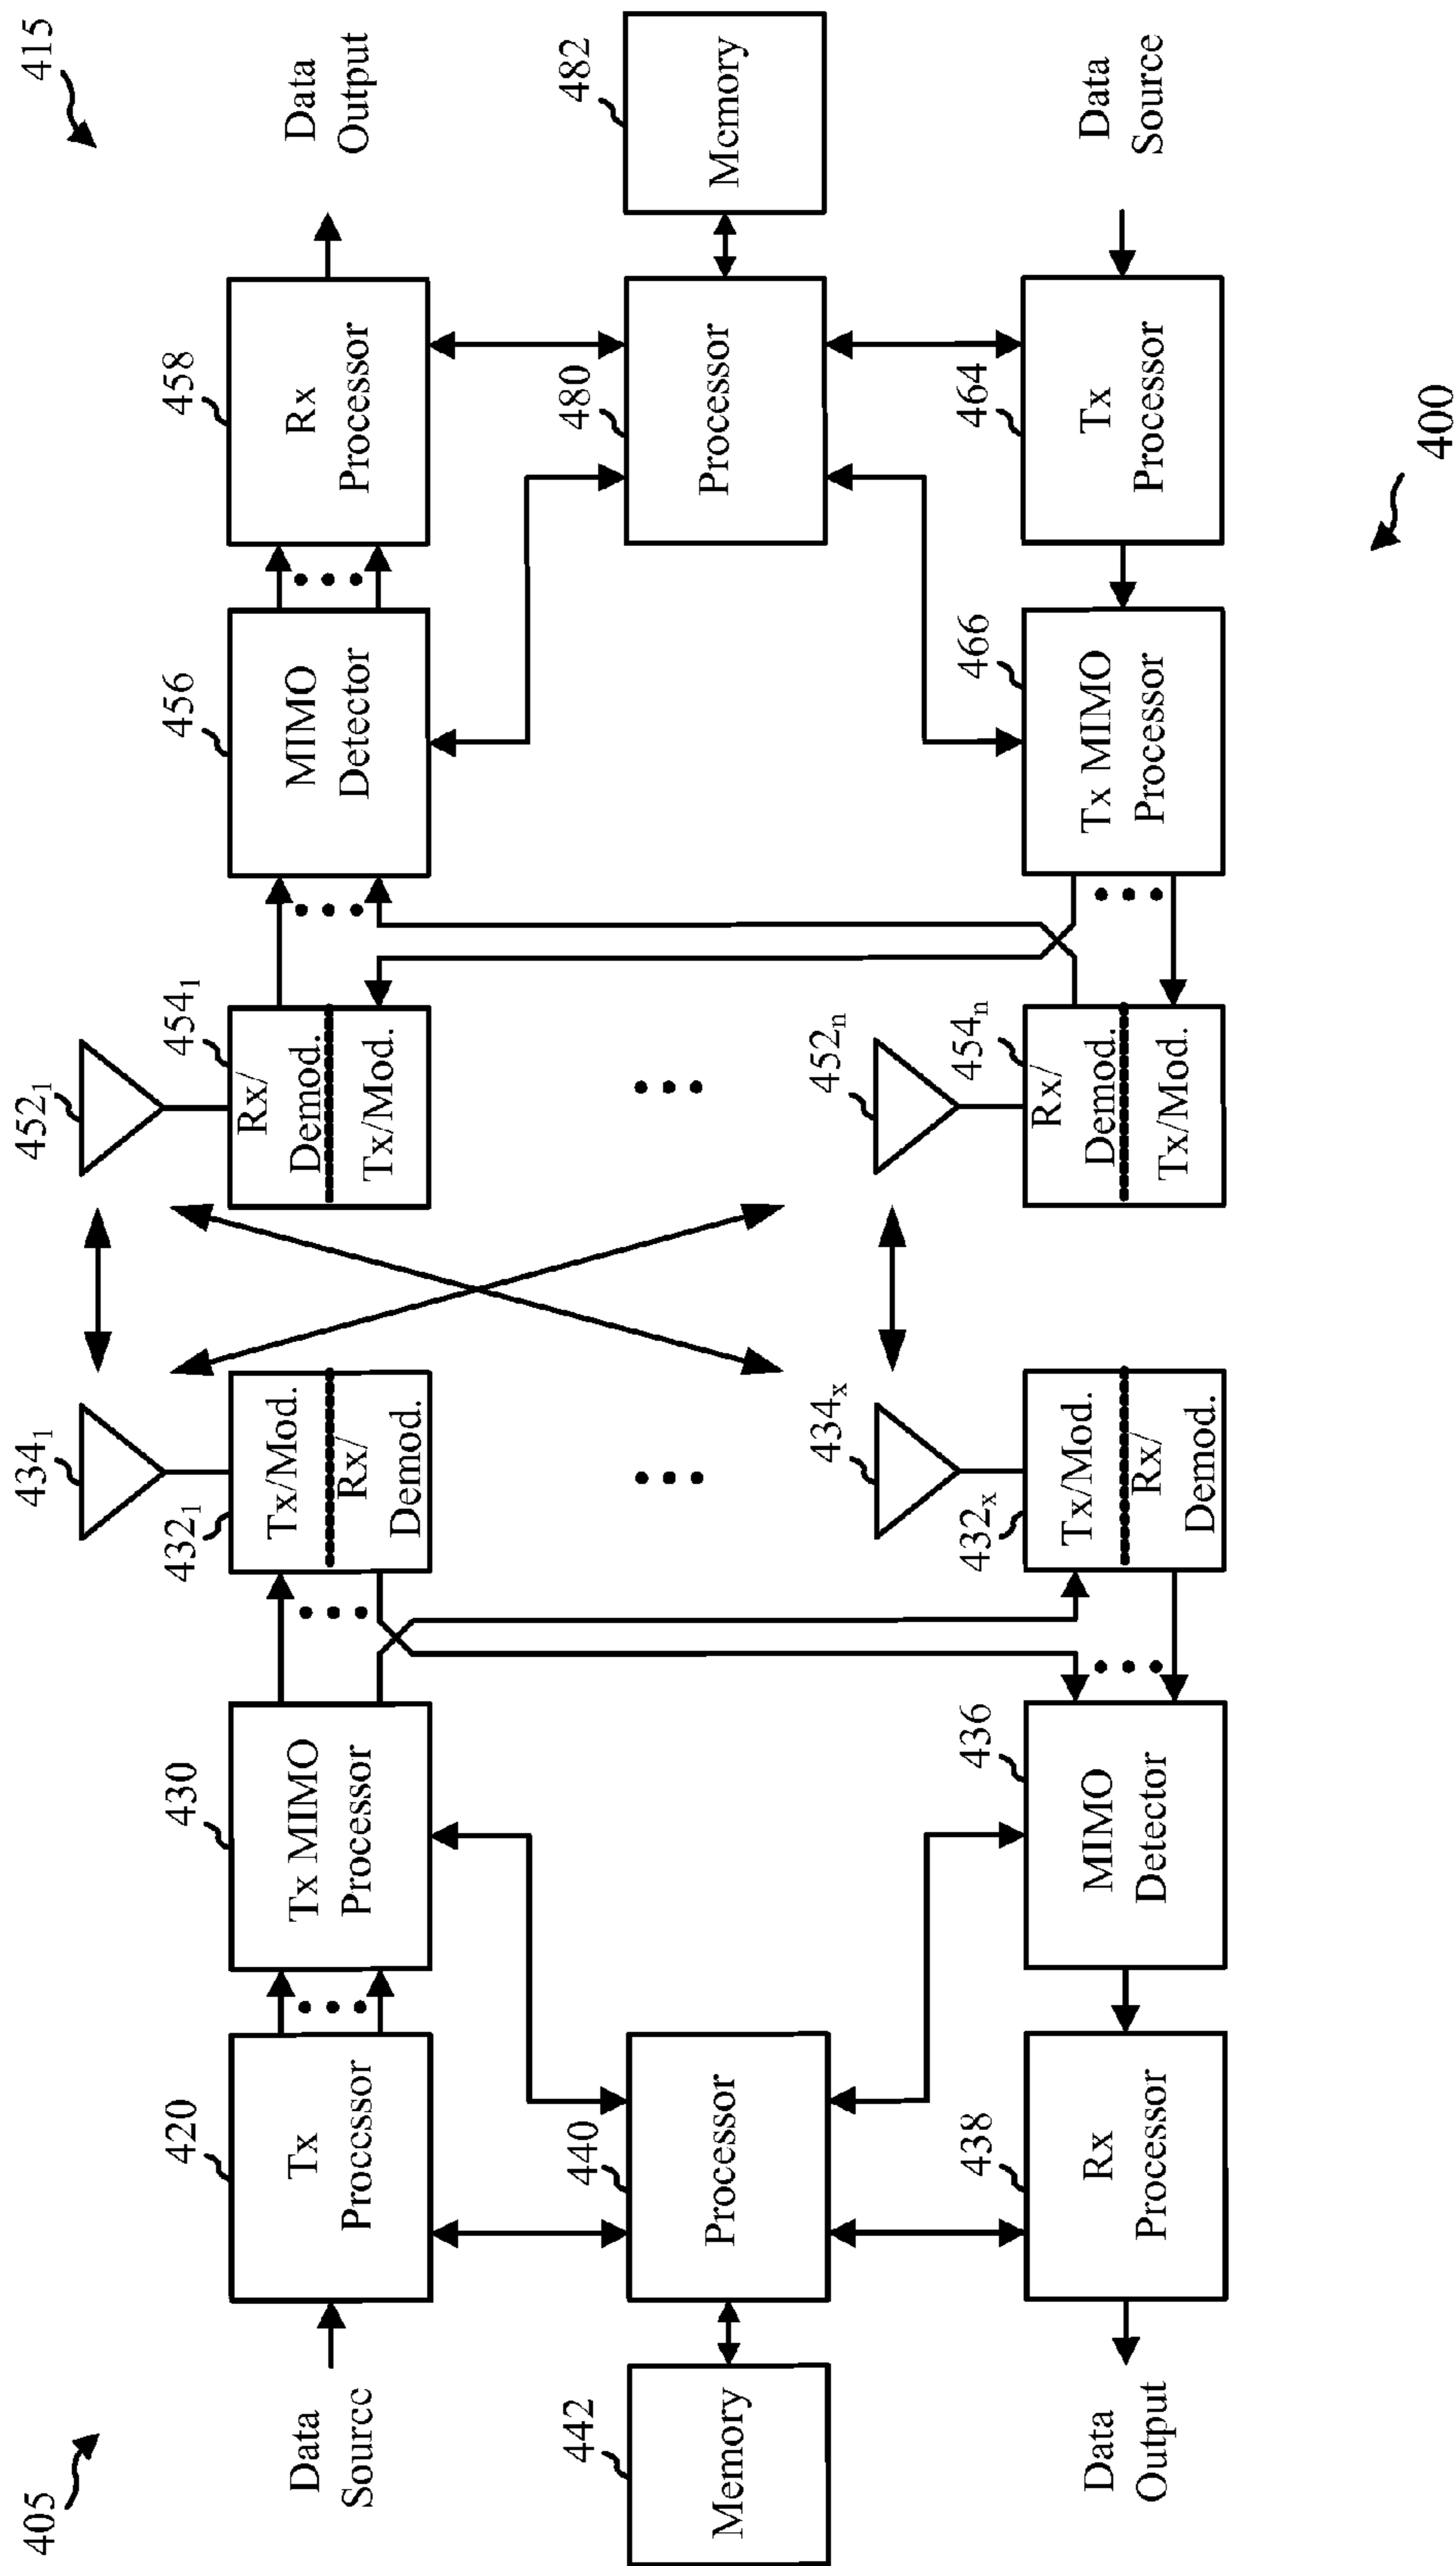 405
415
434₁
452₁
420
430
432₁
454₁
456
458
Data
Source
Tx
Processor
Tx MIMO
Processor
Tx/Mod.
Rx/
Demod.
Rx/
Demod.
Tx/Mod.
MIMO
Detector
Rx
Processor
Data
Output
442
440
480
482
Memory
Processor
Processor
Memory
434ₓ
452ₙ
438
436
432ₓ
454ₙ
466
464
Data
Output
Rx
Processor
MIMO
Detector
Tx/Mod.
Rx/
Demod.
Rx/
Demod.
Tx/Mod.
Tx MIMO
Processor
Tx
Processor
Data
Source
400